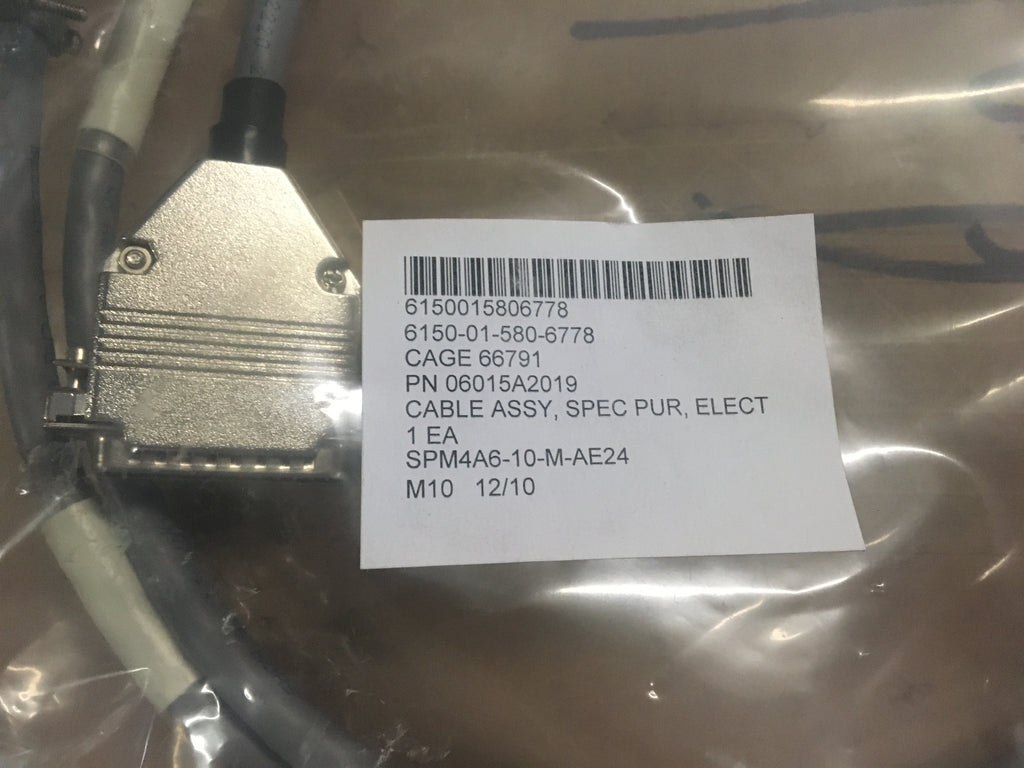 6150015806778
6150-01-580-6778
CAGE 66791
PN 06015A2019
CABLE ASSY, SPEC PUR, ELECT
1 EA
SPM4A6-10-M-AE24
M10 12/10